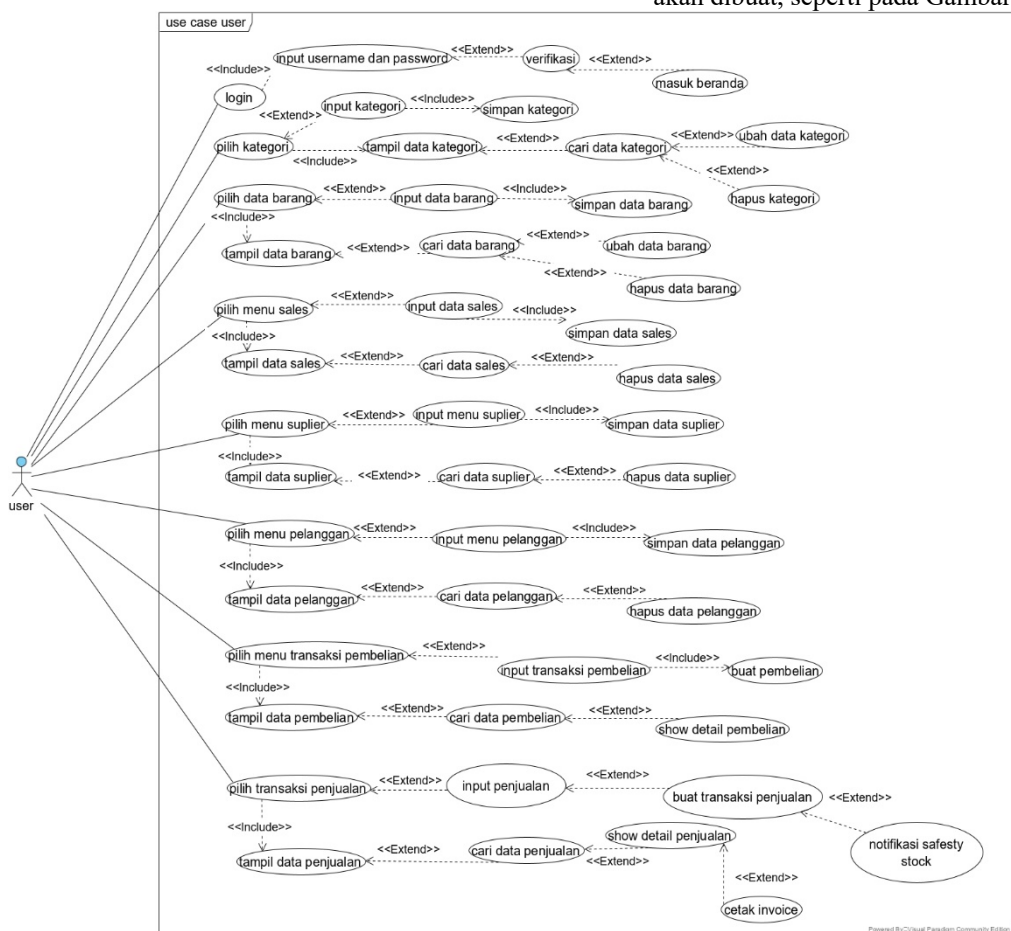 akan dibuat, seperti pada Gambar
use case user
input username dan password
<<Extend>>
verifikasi
<<Extend>>
masuk beranda
<<Include>>
login
<<Extend>>
input kategori
<<Include>>
simpan kategori
pilih kategori
<<Include>>
tampil data kategori
<<Extend>>
cari data kategori
<<Extend>>
ubah data kategori
<<Extend>>
hapus kategori
pilih data barang
<<Extend>>
input data barang
<<Include>>
simpan data barang
<<Include>>
tampil data barang
<<Extend>>
cari data barang
<<Extend>>
ubah data barang
<<Extend>>
hapus data barang
pilih menu sales
<<Extend>>
input data sales
<<Include>>
simpan data sales
<<Include>>
tampil data sales
<<Extend>>
cari data sales
<<Extend>>
hapus data sales
pilih menu suplier
<<Extend>>
input menu suplier
<<Include>>
simpan data suplier
<<Include>>
tampil data suplier
<<Extend>>
cari data suplier
<<Extend>>
hapus data suplier
user
pilih menu pelanggan
<<Extend>>
input menu pelanggan
<<Include>>
simpan data pelanggan
<<Include>>
tampil data pelanggan
<<Extend>>
cari data pelanggan
<<Extend>>
hapus data pelanggan
pilih menu transaksi pembelian
<<Extend>>
input transaksi pembelian
<<Include>>
buat pembelian
<<Include>>
tampil data pembelian
<<Extend>>
cari data pembelian
<<Extend>>
show detail pembelian
pilih transaksi penjualan
<<Extend>>
input penjualan
<<Extend>>
buat transaksi penjualan
<<Extend>>
notifikasi safesty
stock
<<Include>>
tampil data penjualan
<<Extend>>
cari data penjualan
<<Extend>>
show detail penjualan
<<Extend>>
cetak invoice
Powered By Visual Paradigm Community Edition